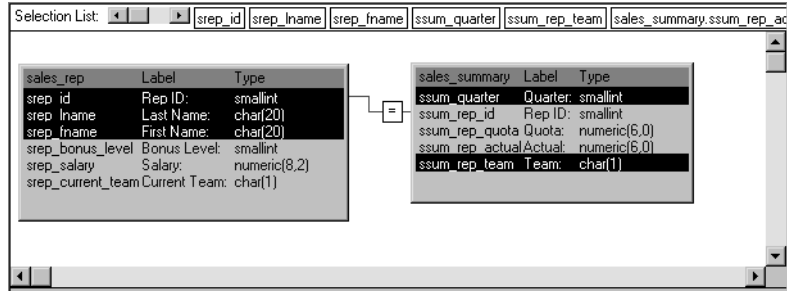 Selection List: srep_id srep_lname srep_fname ssum_quarter ssum_rep_team sales_summary.ssum_rep_ac
sales_rep Label Type
srep_id Rep ID: smallint
srep_lname Last Name: char(20)
srep_fname First Name: char(20)
srep_bonus_level Bonus Level: smallint
srep_salary Salary: numeric(8,2)
srep_current_team Current Team: char(1)
=
sales_summary Label Type
ssum_quarter Quarter: smallint
ssum_rep_id Rep ID: smallint
ssum_rep_quota Quota: numeric(6,0)
ssum_rep_actual Actual: numeric(6,0)
ssum_rep_team Team: char(1)